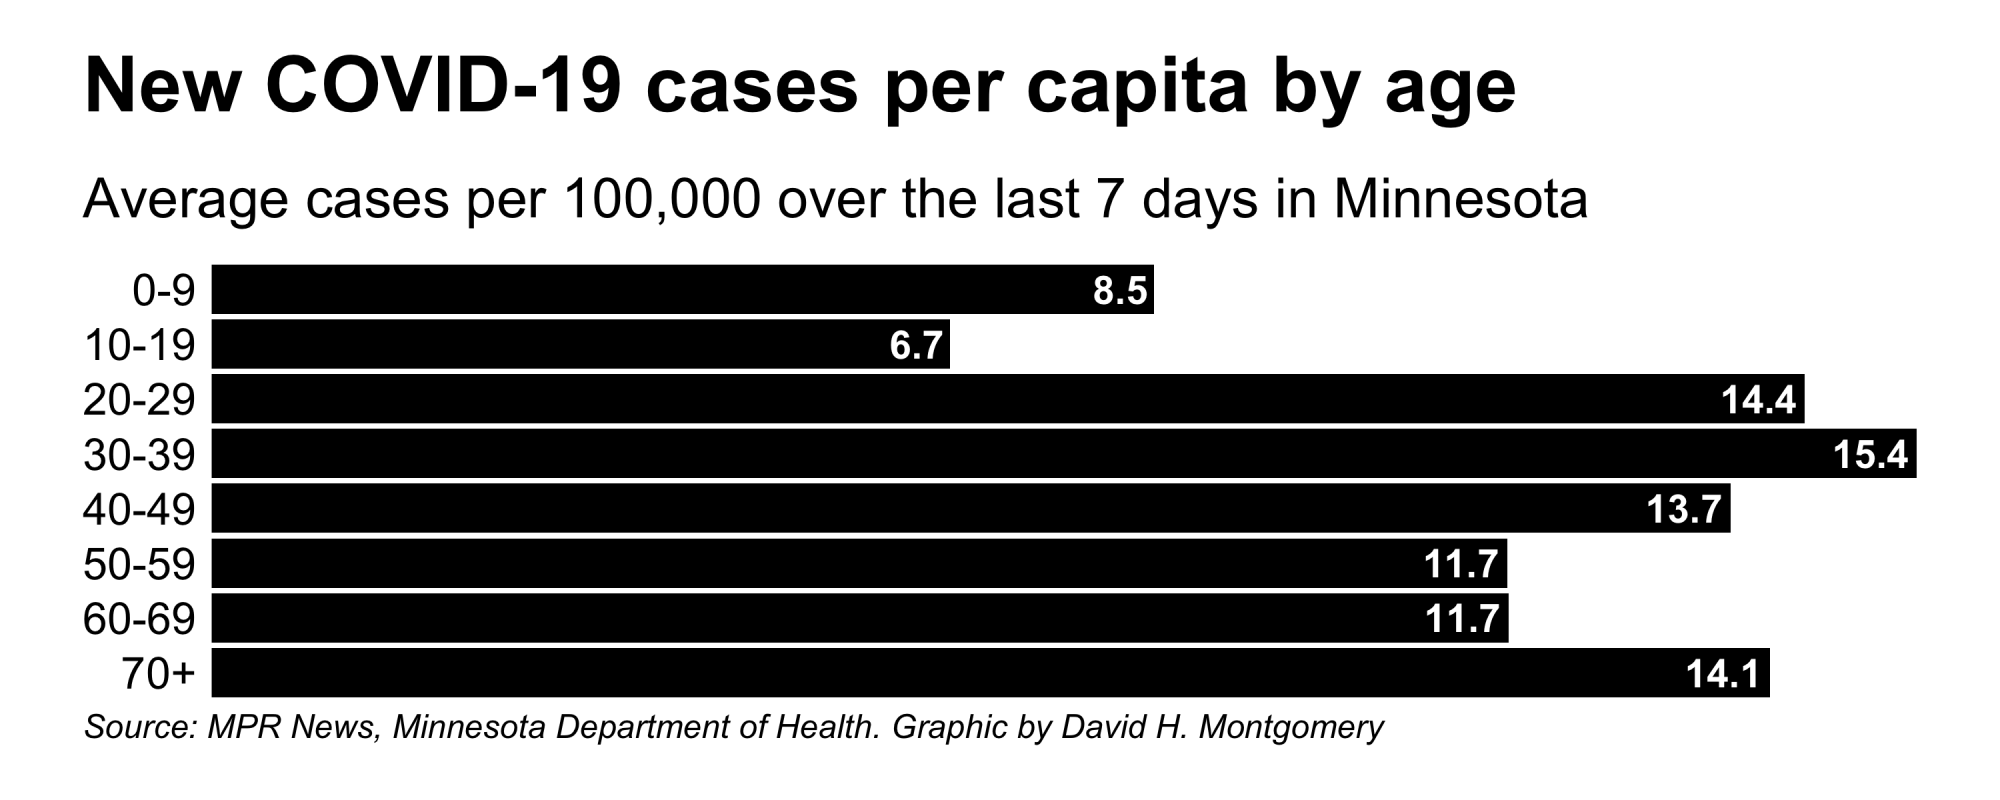 New COVID-19 cases per capita by age
Average cases per 100,000 over the last 7 days in Minnesota
0-9 8.5
10-19 6.7
20-29 14.4
30-39 15.4
40-49 13.7
50-59 11.7
60-69 11.7
70+ 14.1
Source: MPR News, Minnesota Department of Health. Graphic by David H. Montgomery